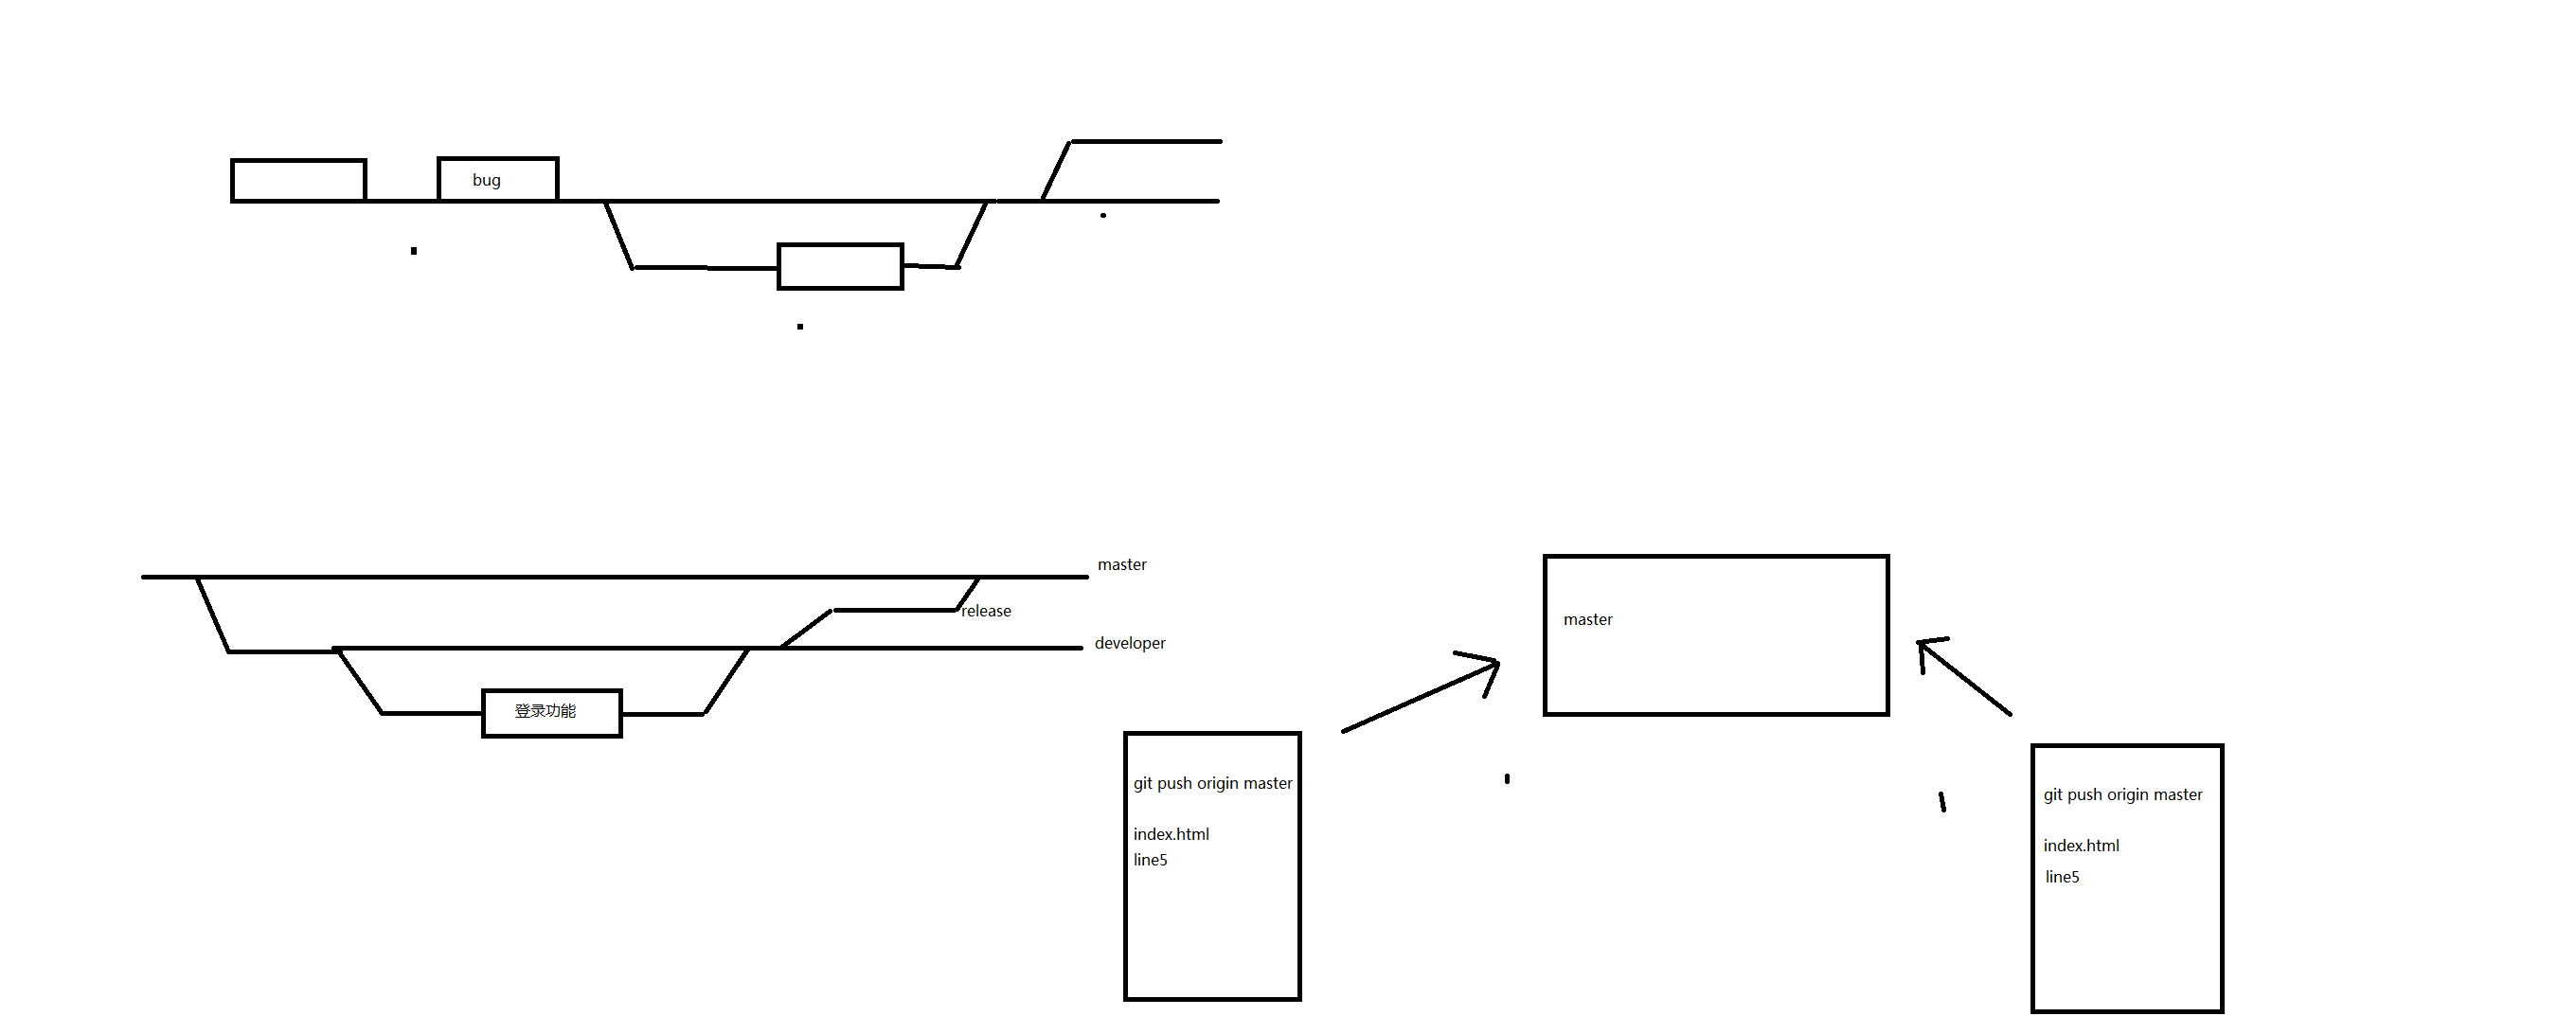 bug
master
release
developer
登录功能
master
git push origin master
index.html
line5
git push origin master
index.html
line5